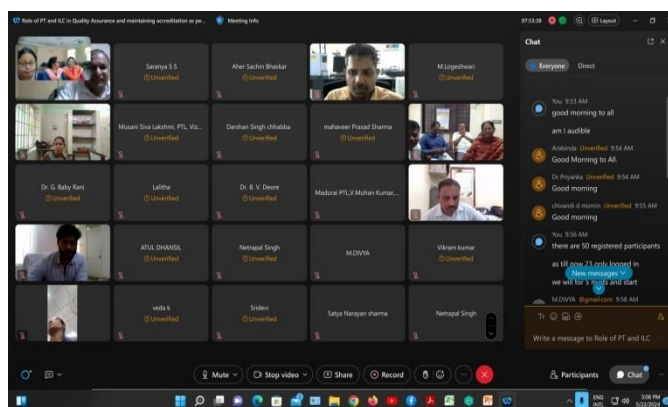 Role of PT and ILC in Quality Assurance and maintaining accreditation as pe...
Meeting Info
07:53:38
Layout
Saranya S S
Unverified
Aher Sachin Bhaskar
Unverified
M.Logeshwari
Unverified
Musani Siva Lakshmi, PTL, Viz...
Unverified
Darshan Singh chhabba
Unverified
mahaveer Prasad Sharma
Unverified
Dr. G. Baby Rani
Unverified
Lalitha
Unverified
Dr. B. V. Deore
Unverified
Madurai PTL,V.Mohan Kumar,...
ATUL DHANSIL
Unverified
Netrapal Singh
Unverified
M.DIVYA
Vikram kumar
Unverified
veda k
Unverified
Sridevi
Unverified
Satya Narayan sharma
Netrapal Singh
Chat
Everyone
Direct
You 9:53 AM
good morning to all
am I audible
Arabinda Unverified 9:54 AM
Good Morning to All.
Dr Priyanka Unverified 9:54 AM
Good morning
chivandi d momin Unverified 9:55 AM
Good morning
You 9:56 AM
there are 50 registered participants
as till now 23 only logged in
we will for 5 mints and start
New messages
M.DIVYA @gmail.com 9:58 AM
Write a message to Role of PT and ILC
Mute
Stop video
Share
Record
Participants
Chat
ENG
INTL
5:08 PM
5/22/2024